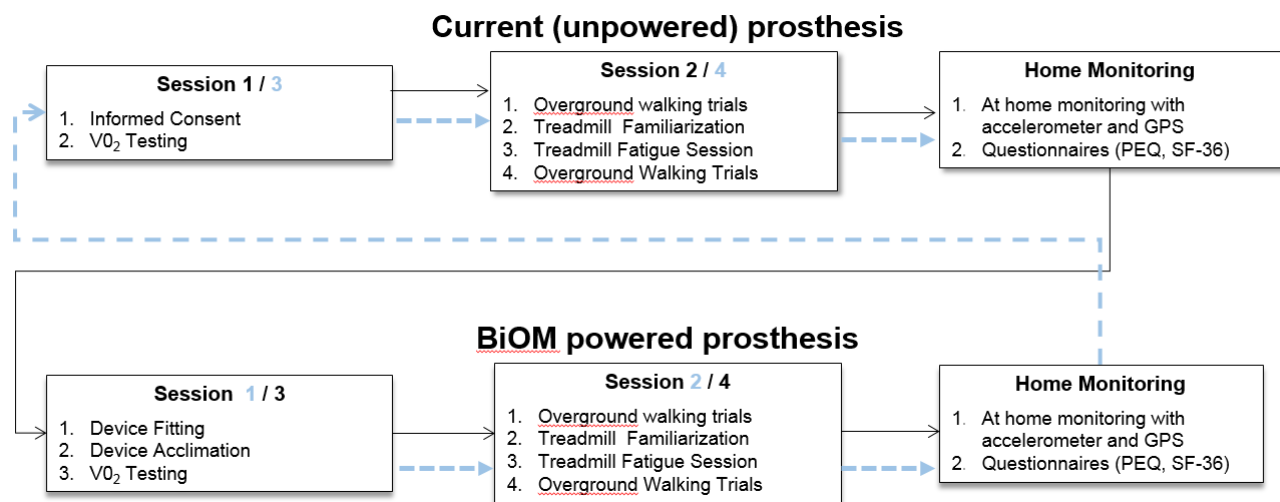 Current (unpowered) prosthesis
Session 1 / 3
1. Informed Consent
2. V0₂ Testing
Session 2 / 4
1. Overground walking trials
2. Treadmill Familiarization
3. Treadmill Fatigue Session
4. Overground Walking Trials
Home Monitoring
1. At home monitoring with
accelerometer and GPS
2. Questionnaires (PEQ, SF-36)
BiOM powered prosthesis
Session 1 / 3
1. Device Fitting
2. Device Acclimation
3. V0₂ Testing
Session 2 / 4
1. Overground walking trials
2. Treadmill Familiarization
3. Treadmill Fatigue Session
4. Overground Walking Trials
Home Monitoring
1. At home monitoring with
accelerometer and GPS
2. Questionnaires (PEQ, SF-36)